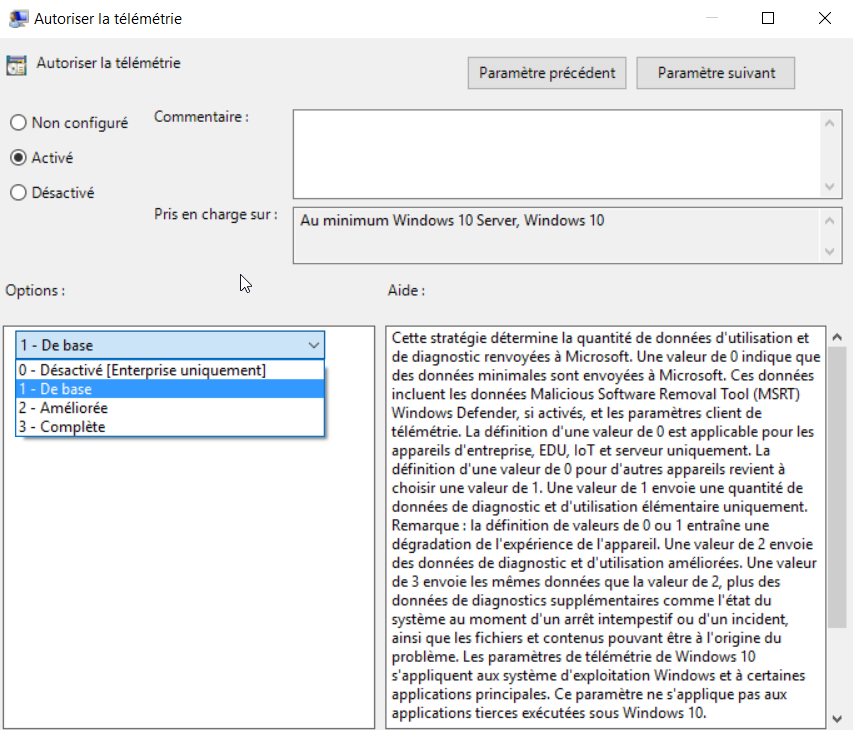 Autoriser la télémétrie
Autoriser la télémétrie
Paramètre précédent
Paramètre suivant
Non configuré
Activé
Désactivé
Commentaire :
Pris en charge sur :
Au minimum Windows 10 Server, Windows 10
Options :
Aide :
1 - De base
0 - Désactivé [Enterprise uniquement]
1 - De base
2 - Améliorée
3 - Complète
Cette stratégie détermine la quantité de données d'utilisation et
de diagnostic renvoyées à Microsoft. Une valeur de 0 indique que
des données minimales sont envoyées à Microsoft. Ces données
incluent les données Malicious Software Removal Tool (MSRT)
Windows Defender, si activés, et les paramètres client de
télémétrie. La définition d'une valeur de 0 est applicable pour les
appareils d'entreprise, EDU, IoT et serveur uniquement. La
définition d'une valeur de 0 pour d'autres appareils revient à
choisir une valeur de 1. Une valeur de 1 envoie une quantité de
données de diagnostic et d'utilisation élémentaire uniquement.
Remarque : la définition de valeurs de 0 ou 1 entraîne une
dégradation de l'expérience de l'appareil. Une valeur de 2 envoie
des données de diagnostic et d'utilisation améliorées. Une valeur
de 3 envoie les mêmes données que la valeur de 2, plus des
données de diagnostics supplémentaires comme l'état du
système au moment d'un arrêt intempestif ou d'un incident,
ainsi que les fichiers et contenus pouvant être à l'origine du
problème. Les paramètres de télémétrie de Windows 10
s'appliquent aux système d'exploitation Windows et à certaines
applications principales. Ce paramètre ne s'applique pas aux
applications tierces exécutées sous Windows 10.